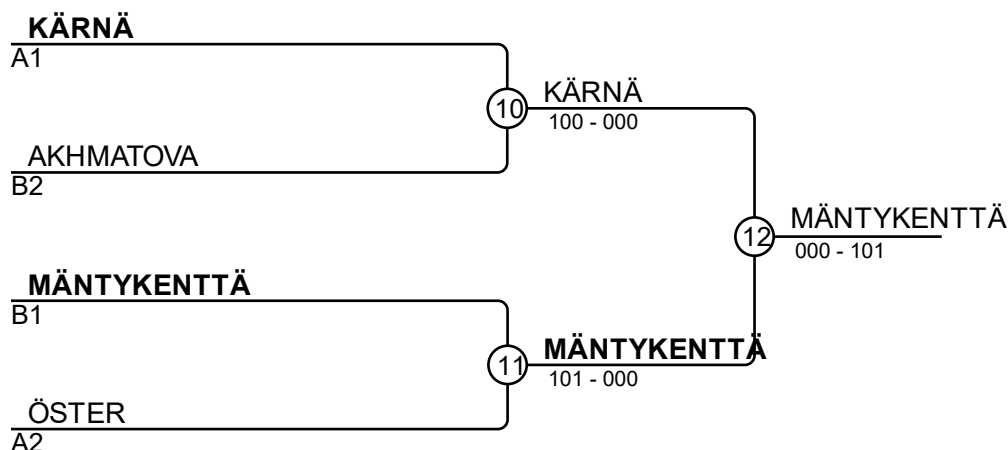 KÄRNÄ
A1
10
KÄRNÄ
100 - 000
AKHMATOVA
B2
12
MÄNTYKENTTÄ
000 - 101
MÄNTYKENTTÄ
B1
11
MÄNTYKENTTÄ
101 - 000
ÖSTER
A2